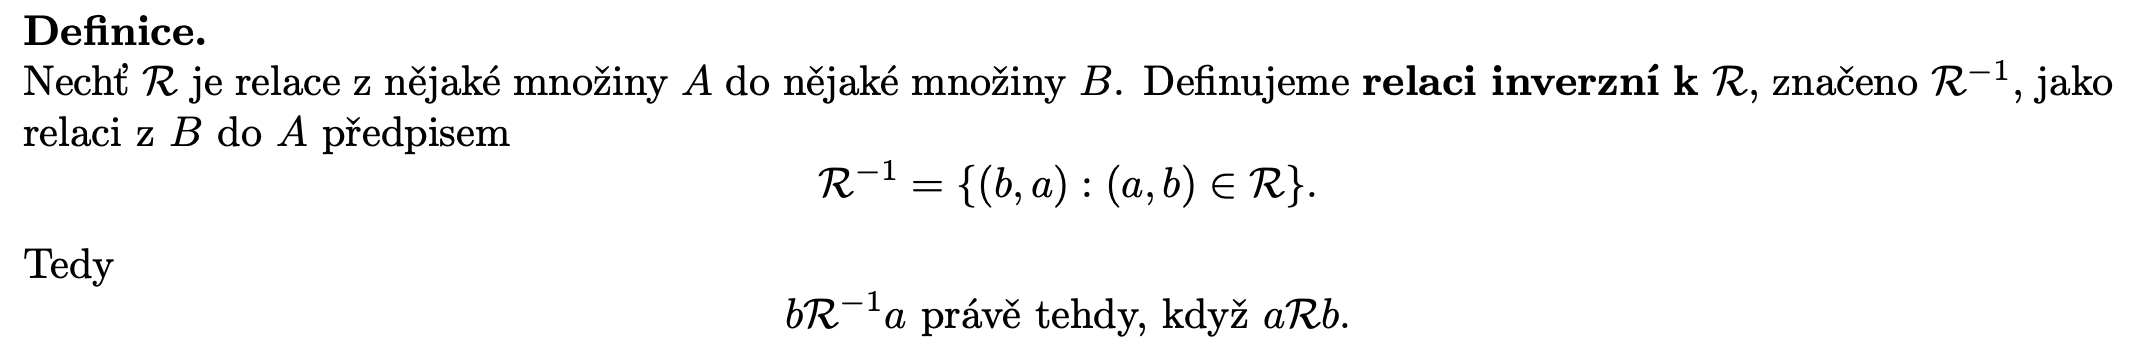 Definice.
Nechť ℛ je relace z nějaké množiny A do nějaké množiny B. Definujeme relaci inverzní k ℛ, značeno ℛ⁻¹, jako
relaci z B do A předpisem
ℛ⁻¹ = {(b, a) : (a, b) ∈ ℛ}.
Tedy
bℛ⁻¹a právě tehdy, když aℛb.